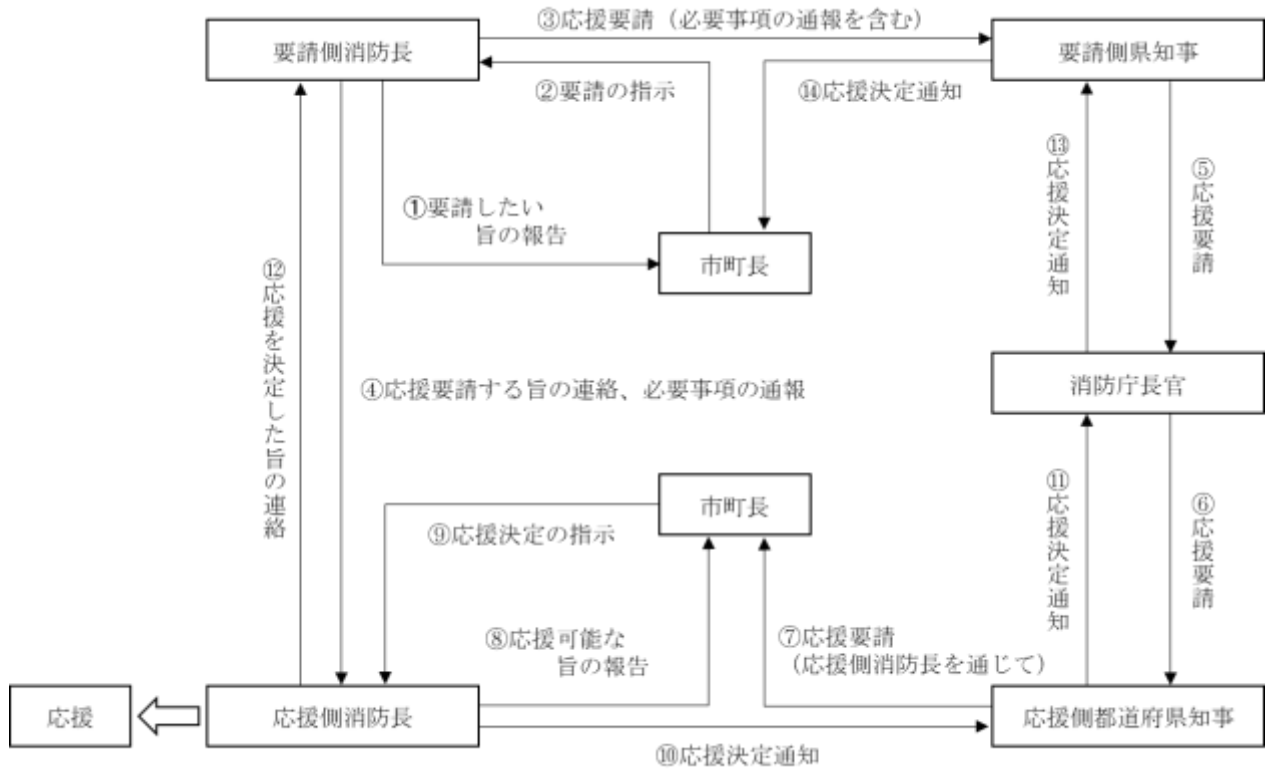 ③応援要請（必要事項の通報を含む）
要請側消防長
要請側県知事
②要請の指示
⑭応援決定通知
①要請したい
旨の報告
市町長
⑬応援決定通知
⑤応援要請
⑫応援を決定した旨の連絡
④応援要請する旨の連絡、必要事項の通報
消防庁長官
市町長
⑨応援決定の指示
⑪応援決定通知
⑥応援要請
⑧応援可能な
旨の報告
⑦応援要請
（応援側消防長を通じて）
応援
応援側消防長
応援側都道府県知事
⑩応援決定通知